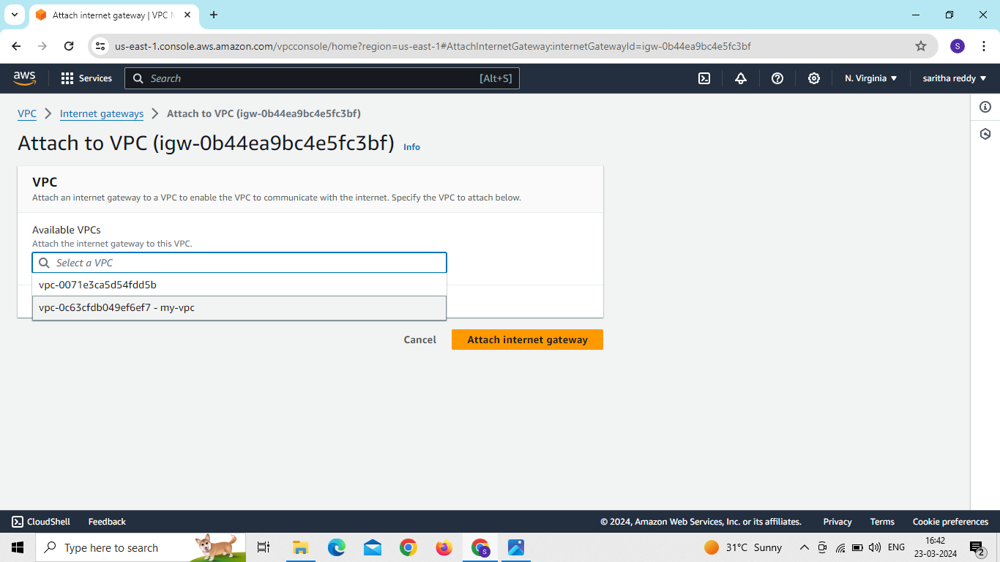 Attach internet gateway | VPC M
us-east-1.console.aws.amazon.com/vpcconsole/home?region=us-east-1#AttachInternetGateway:internetGatewayId=igw-0b44ea9bc4e5fc3bf
S
aws
Services
Search
[Alt+S]
N. Virginia
saritha reddy
VPC
Internet gateways
Attach to VPC (igw-0b44ea9bc4e5fc3bf)
Attach to VPC (igw-0b44ea9bc4e5fc3bf) Info
VPC
Attach an internet gateway to a VPC to enable the VPC to communicate with the internet. Specify the VPC to attach below.
Available VPCs
Attach the internet gateway to this VPC.
Select a VPC
vpc-0071e3ca5d54fdd5b
vpc-0c63cfdb049ef6ef7 - my-vpc
Cancel
Attach internet gateway
CloudShell
Feedback
© 2024, Amazon Web Services, Inc. or its affiliates.
Privacy
Terms
Cookie preferences
Type here to search
S
31°C Sunny
ENG
16:42
23-03-2024
2